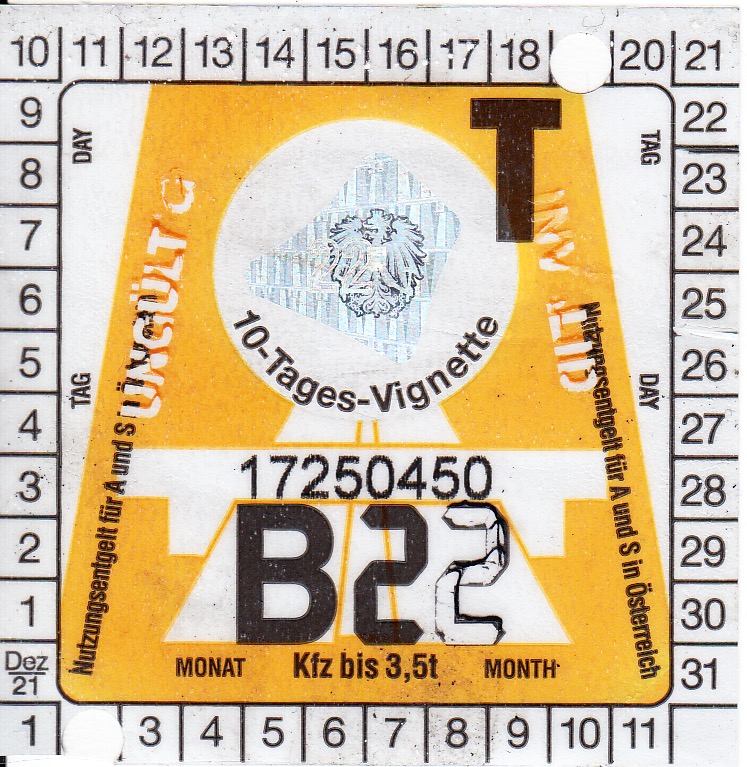 10 11 12 13 14 15 16 17 18 20 21
9 DAY T TAG 22
8 23
7 24
6 25
5 TAG DAY 26
4 27
3 28
2 29
1 30
Dez
21
31
10-Tages-Vignette
17250450
B22
Nutzungsentgelt für A und S
Nutzungsentgelt für A und S in Österreich
MONAT Kfz bis 3,5t MONTH
1 3 4 5 6 7 8 9 10 11